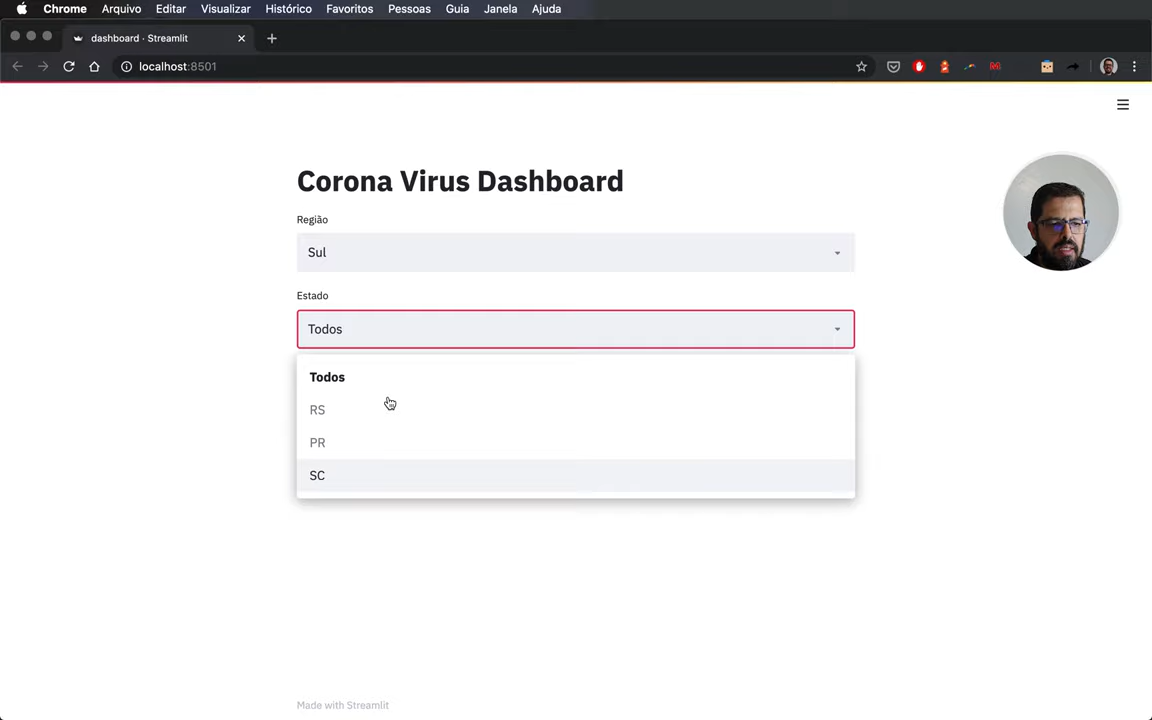 Chrome Arquivo Editar Visualizar Histórico Favoritos Pessoas Guia Janela Ajuda
dashboard · Streamlit
localhost:8501
Corona Virus Dashboard
Região
Sul
Estado
Todos
Todos
RS
PR
SC
Made with Streamlit